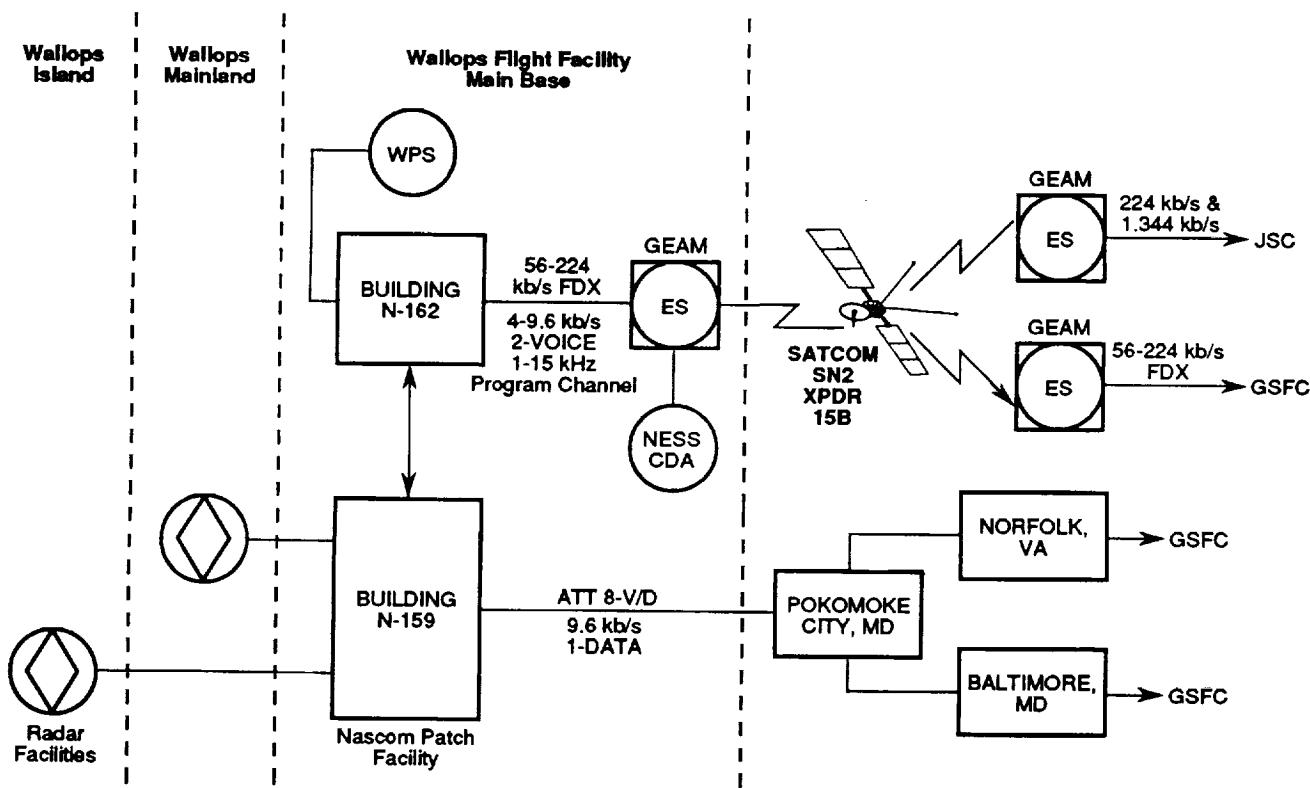 Wallops
Island
Wallops
Mainland
Wallops Flight Facility
Main Base
WPS
BUILDING
N-162
56-224
kb/s FDX
4-9.6 kb/s
2-VOICE
1-15 kHz
Program Channel
GEAM
ES
NESS
CDA
SATCOM
SN2
XPDR
15B
GEAM
ES
224 kb/s &
1.344 kb/s
JSC
GEAM
ES
56-224 kb/s
FDX
GSFC
BUILDING
N-159
Nascom Patch
Facility
Radar
Facilities
ATT 8-V/D
9.6 kb/s
1-DATA
POKOMOKE
CITY, MD
NORFOLK,
VA
GSFC
BALTIMORE,
MD
GSFC